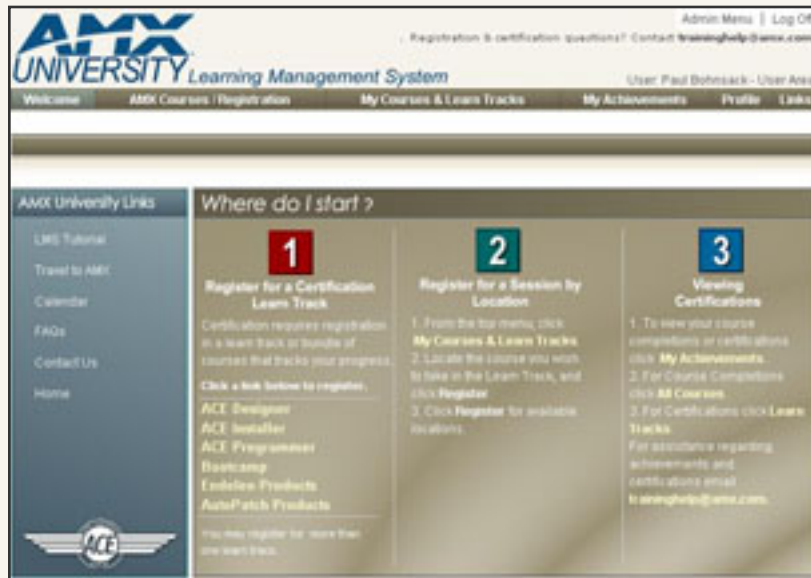 AMX
UNIVERSITY Learning Management System
Admin Menu | Log Off
Registration & certification questions? Contact traininghelp@amx.com
User: Paul Bohnsack - User Area
Welcome AMX Courses / Registration My Courses & Learn Tracks My Achievements Profile Links
AMX University Links
LMS Tutorial
Travel to AMX
Calendar
FAQs
Contact Us
Home
ACE
Where do I start ?
1
Register for a Certification
Learn Track
Certification requires registration
in a learn track or bundle of
courses that tracks your progress.
Click a link below to register.
ACE Designer
ACE Installer
ACE Programmer
Bootcamp
Endeleo Products
AutoPatch Products
You may register for more than
one learn track.
2
Register for a Session by
Location
1. From the top menu, click
My Courses & Learn Tracks
2. Locate the course you wish
to take in the Learn Track, and
click Register
3. Click Register for available
locations.
3
Viewing
Certifications
1. To view your course
completions or certifications
click My Achievements.
2. For Course Completions
click All Courses.
3. For Certifications click Learn
Tracks
For assistance regarding
achievements and
certifications email
traininghelp@amx.com.